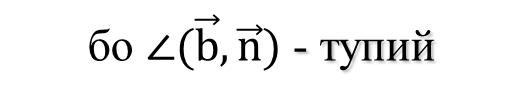 бо ∠(b⃗, n⃗) - тупий